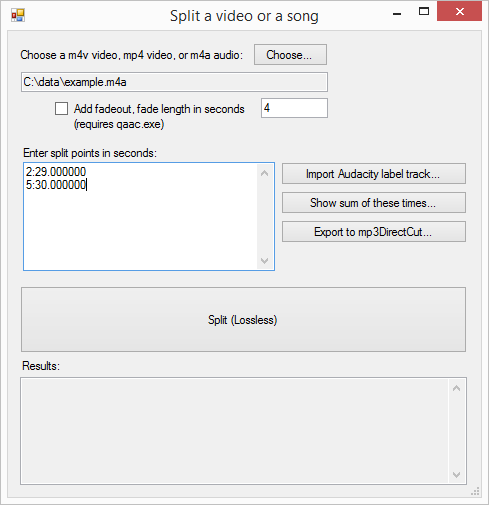 Split a video or a song
Choose a m4v video, mp4 video, or m4a audio:
Choose...
C:\data\example.m4a
Add fadeout, fade length in seconds
(requires qaac.exe)
4
Enter split points in seconds:
2:29.000000
5:30.000000
Import Audacity label track...
Show sum of these times...
Export to mp3DirectCut...
Split (Lossless)
Results: